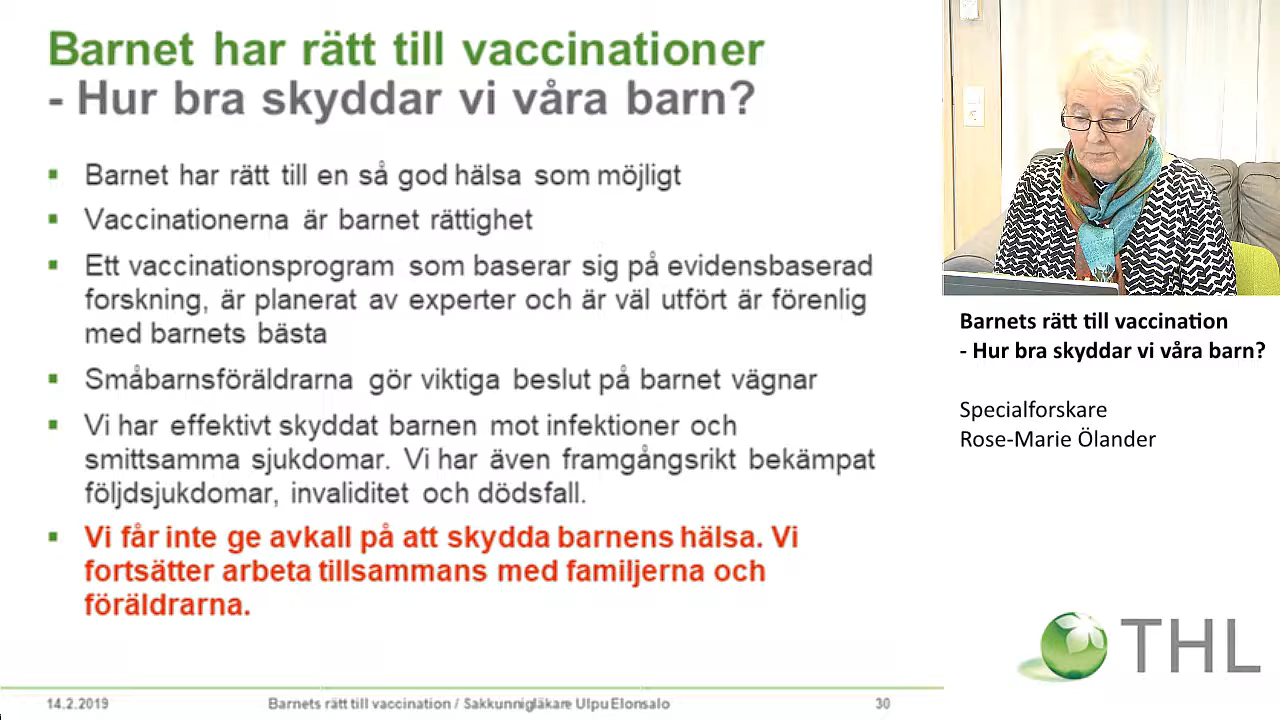 Barnet har rätt till vaccinationer
- Hur bra skyddar vi våra barn?
Barnet har rätt till en så god hälsa som möjligt
Vaccinationerna är barnet rättighet
Ett vaccinationsprogram som baserar sig på evidensbaserad
forskning, är planerat av experter och är väl utfört är förenlig
med barnets bästa
Småbarnsföräldrarna gör viktiga beslut på barnet vägnar
Vi har effektivt skyddat barnen mot infektioner och
smittsamma sjukdomar. Vi har även framgångsrikt bekämpat
följdsjukdomar, invaliditet och dödsfall.
Vi får inte ge avkall på att skydda barnens hälsa. Vi
fortsätter arbeta tillsammans med familjerna och
föräldrarna.
14.2.2019 Barnets rätt till vaccination / Sakkunnigläkare Ulpu Elonsalo 30
Barnets rätt till vaccination
- Hur bra skyddar vi våra barn?
Specialforskare
Rose-Marie Ölander
THL